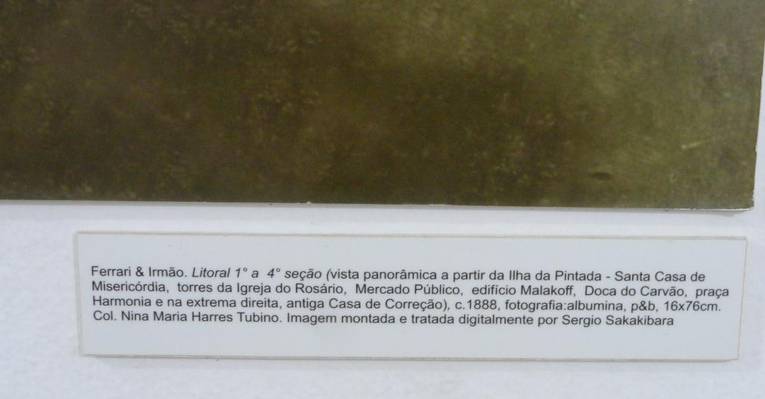 Ferrari & Irmão. Litoral 1° a 4° seção (vista panorâmica a partir da Ilha da Pintada - Santa Casa de
Misericórdia, torres da Igreja do Rosário, Mercado Público, edifício Malakoff, Doca do Carvão, praça
Harmonia e na extrema direita, antiga Casa de Correção), c.1888, fotografia:albumina, p&b, 16x76cm.
Col. Nina Maria Harres Tubino. Imagem montada e tratada digitalmente por Sergio Sakakibara